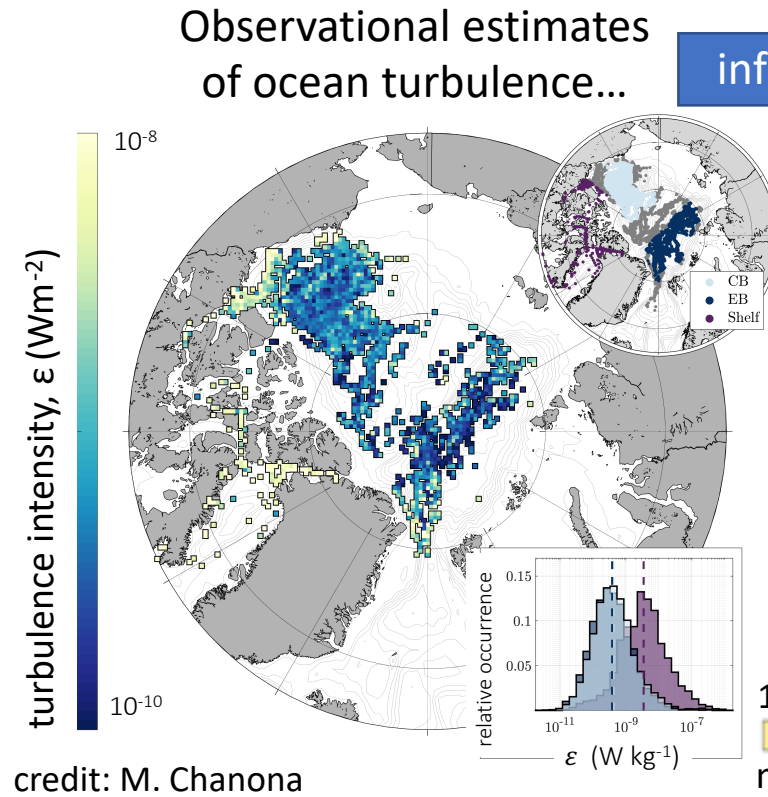 Observational estimates
of ocean turbulence…
inf
10⁻⁸
turbulence intensity, ε (Wm⁻²)
10⁻¹⁰
CB
EB
Shelf
relative occurrence
0.15
0.1
0.05
10⁻¹¹ 10⁻⁹ 10⁻⁷
ε (W kg⁻¹)
1
credit: M. Chanona